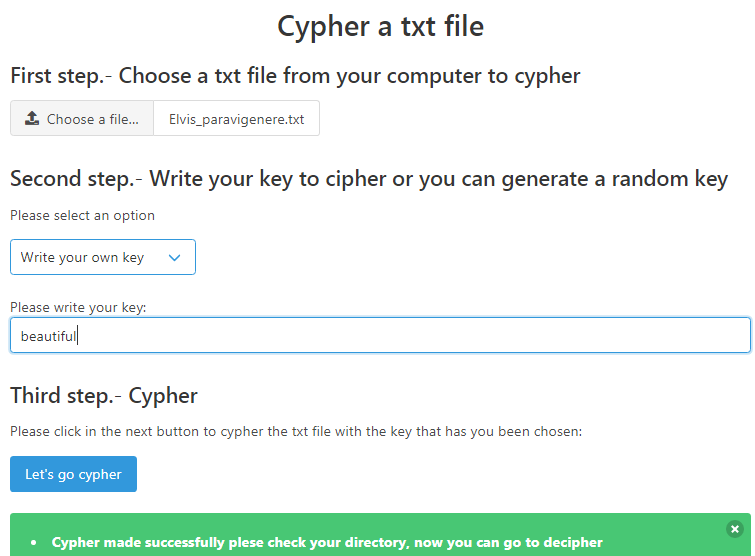 Cypher a txt file
First step.- Choose a txt file from your computer to cypher
Choose a file...
Elvis_paravigenere.txt
Second step.- Write your key to cipher or you can generate a random key
Please select an option
Write your own key
Please write your key:
beautiful
Third step.- Cypher
Please click in the next button to cypher the txt file with the key that has you been chosen:
Let's go cypher
Cypher made successfully plese check your directory, now you can go to decipher